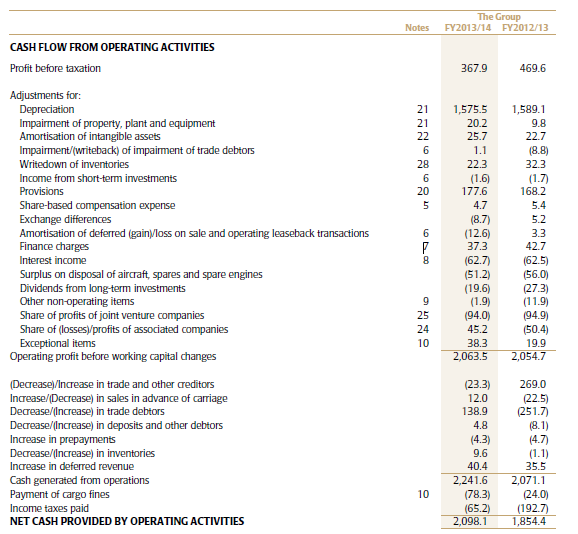 The Group
Notes FY2013/14 FY2012/13
CASH FLOW FROM OPERATING ACTIVITIES
Profit before taxation 367.9 469.6
Adjustments for:
Depreciation 21 1,575.5 1,589.1
Impairment of property, plant and equipment 21 20.2 9.8
Amortisation of intangible assets 22 25.7 22.7
Impairment/(writeback) of impairment of trade debtors 6 1.1 (8.8)
Writedown of inventories 28 22.3 32.3
Income from short-term investments 6 (1.6) (1.7)
Provisions 20 177.6 168.2
Share-based compensation expense 5 4.7 5.4
Exchange differences (8.7) 5.2
Amortisation of deferred (gain)/loss on sale and operating leaseback transactions 6 (12.6) 3.3
Finance charges 7 37.3 42.7
Interest income 8 (62.7) (62.5)
Surplus on disposal of aircraft, spares and spare engines (51.2) (56.0)
Dividends from long-term investments (19.6) (27.3)
Other non-operating items 9 (1.9) (11.9)
Share of profits of joint venture companies 25 (94.0) (94.9)
Share of (losses)/profits of associated companies 24 45.2 (50.4)
Exceptional items 10 38.3 19.9
Operating profit before working capital changes 2,063.5 2,054.7
(Decrease)/Increase in trade and other creditors (23.3) 269.0
Increase/(Decrease) in sales in advance of carriage 12.0 (22.5)
Decrease/(Increase) in trade debtors 138.9 (251.7)
Decrease/(Increase) in deposits and other debtors 4.8 (8.1)
Increase in prepayments (4.3) (4.7)
Decrease/(Increase) in inventories 9.6 (1.1)
Increase in deferred revenue 40.4 35.5
Cash generated from operations 2,241.6 2,071.1
Payment of cargo fines 10 (78.3) (24.0)
Income taxes paid (65.2) (192.7)
NET CASH PROVIDED BY OPERATING ACTIVITIES 2,098.1 1,854.4